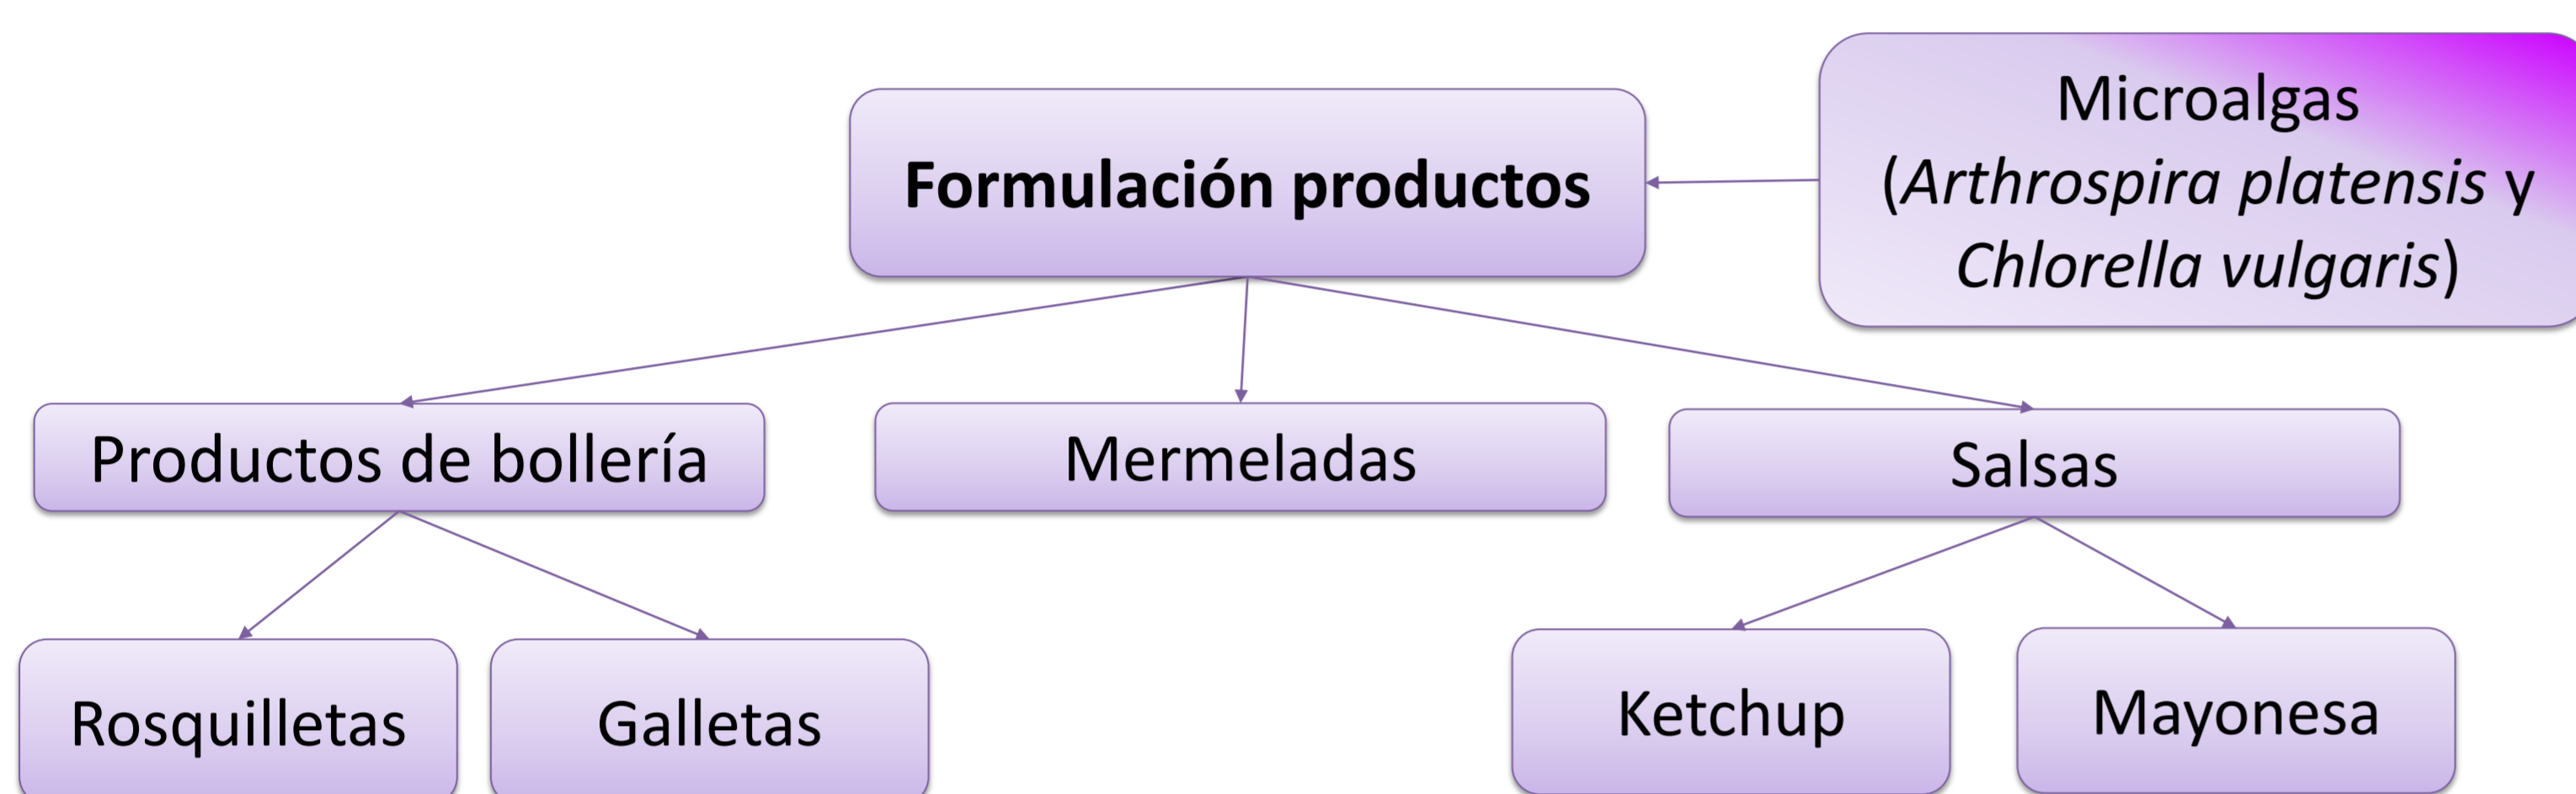 Microalgas
(Arthrospira platensis y
Chlorella vulgaris)
Formulación productos
Productos de bollería
Mermeladas
Salsas
Rosquilletas
Galletas
Ketchup
Mayonesa